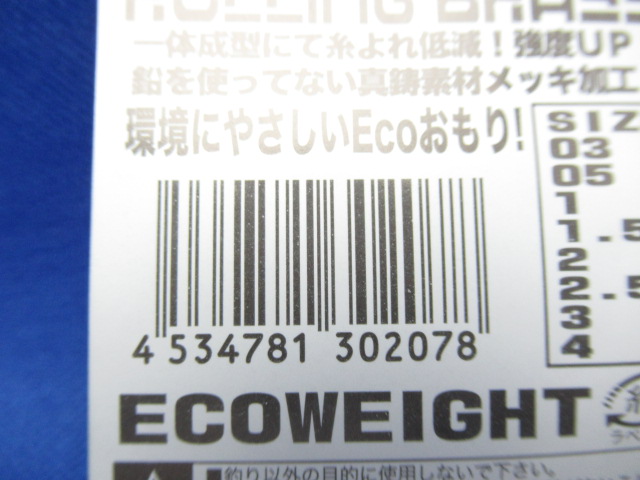 一体成型にて糸よれ低減！強度UP
鉛を使ってない真鍮素材メッキ加工
環境にやさしいEcoおもり！
SIZ
03
05
1
1.5
2
2.5
3
4
4 534781 302078
ECOWEIGHT
釣り以外の目的に使用しないで下さい。